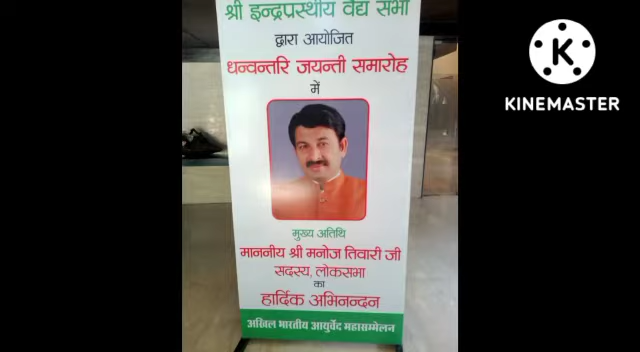 श्री इन्द्रप्रस्थीय वैद्य सभा
द्वारा आयोजित
धन्वन्तरि जयन्ती समारोह
में
मुख्य अतिथि
माननीय श्री मनोज तिवारी जी
सदस्य, लोकसभा
का
हार्दिक अभिनन्दन
अखिल भारतीय आयुर्वेद महासम्मेलन
K
KINEMASTER